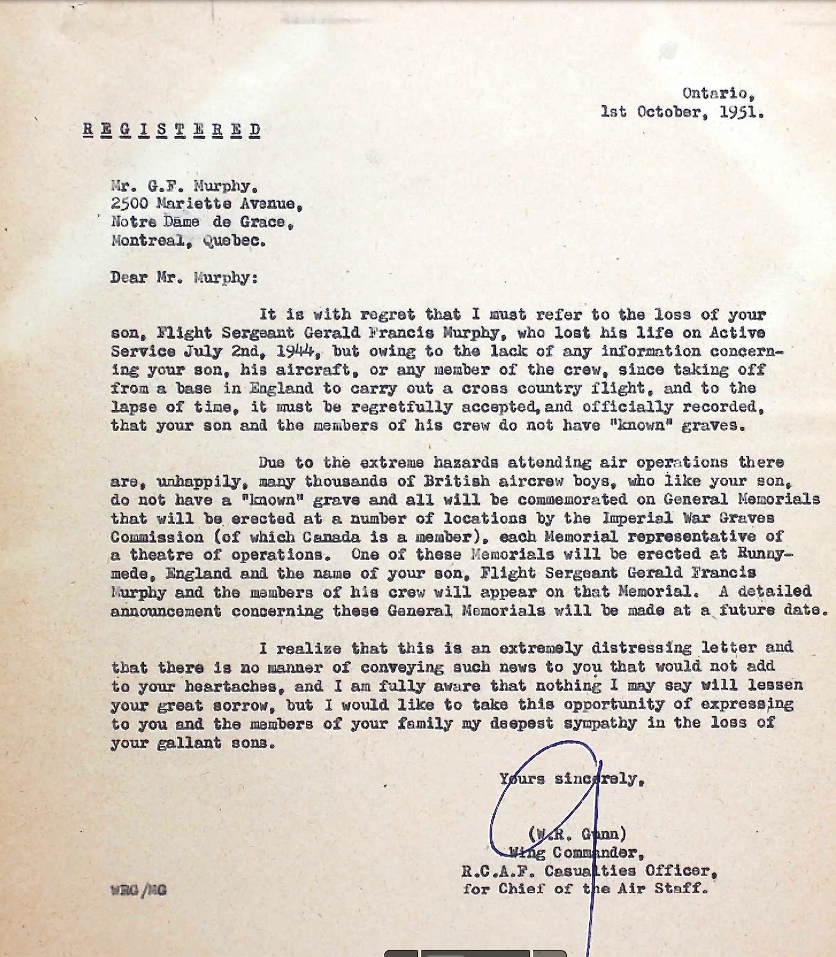 Ontario,
1st October, 1951.
REGISTERED
Mr. G.F. Murphy.
2500 Mariette Avenue,
Notre Dame de Grace,
Montreal, Quebec.
Dear Mr. Murphy:
It is with regret that I must refer to the loss of your
son, Flight Sergeant Gerald Francis Murphy, who lost his life on Active
Service July 2nd, 1944, but owing to the lack of any information concern-
ing your son, his aircraft, or any member of the crew, since taking off
from a base in England to carry out a cross country flight, and to the
lapse of time, it must be regretfully accepted, and officially recorded,
that your son and the members of his crew do not have "known" graves.
Due to the extreme hazards attending air operations there
are, unhappily, many thousands of British aircrew boys, who like your son,
do not have a "known" grave and all will be commemorated on General Memorials
that will be erected at a number of locations by the Imperial War Graves
Commission (of which Canada is a member), each Memorial representative of
a theatre of operations. One of these Memorials will be erected at Runny-
mede, England and the name of your son, Flight Sergeant Gerald Francis
Murphy and the members of his crew will appear on that Memorial. A detailed
announcement concerning these General Memorials will be made at a future date.
I realize that this is an extremely distressing letter and
that there is no manner of conveying such news to you that would not add
to your heartaches, and I am fully aware that nothing I may say will lessen
your great sorrow, but I would like to take this opportunity of expressing
to you and the members of your family my deepest sympathy in the loss of
your gallant sons.
Yours sincerely,
(W.R. Gunn)
Wing Commander,
R.C.A.F. Casualties Officer,
for Chief of the Air Staff.
WRG/MG